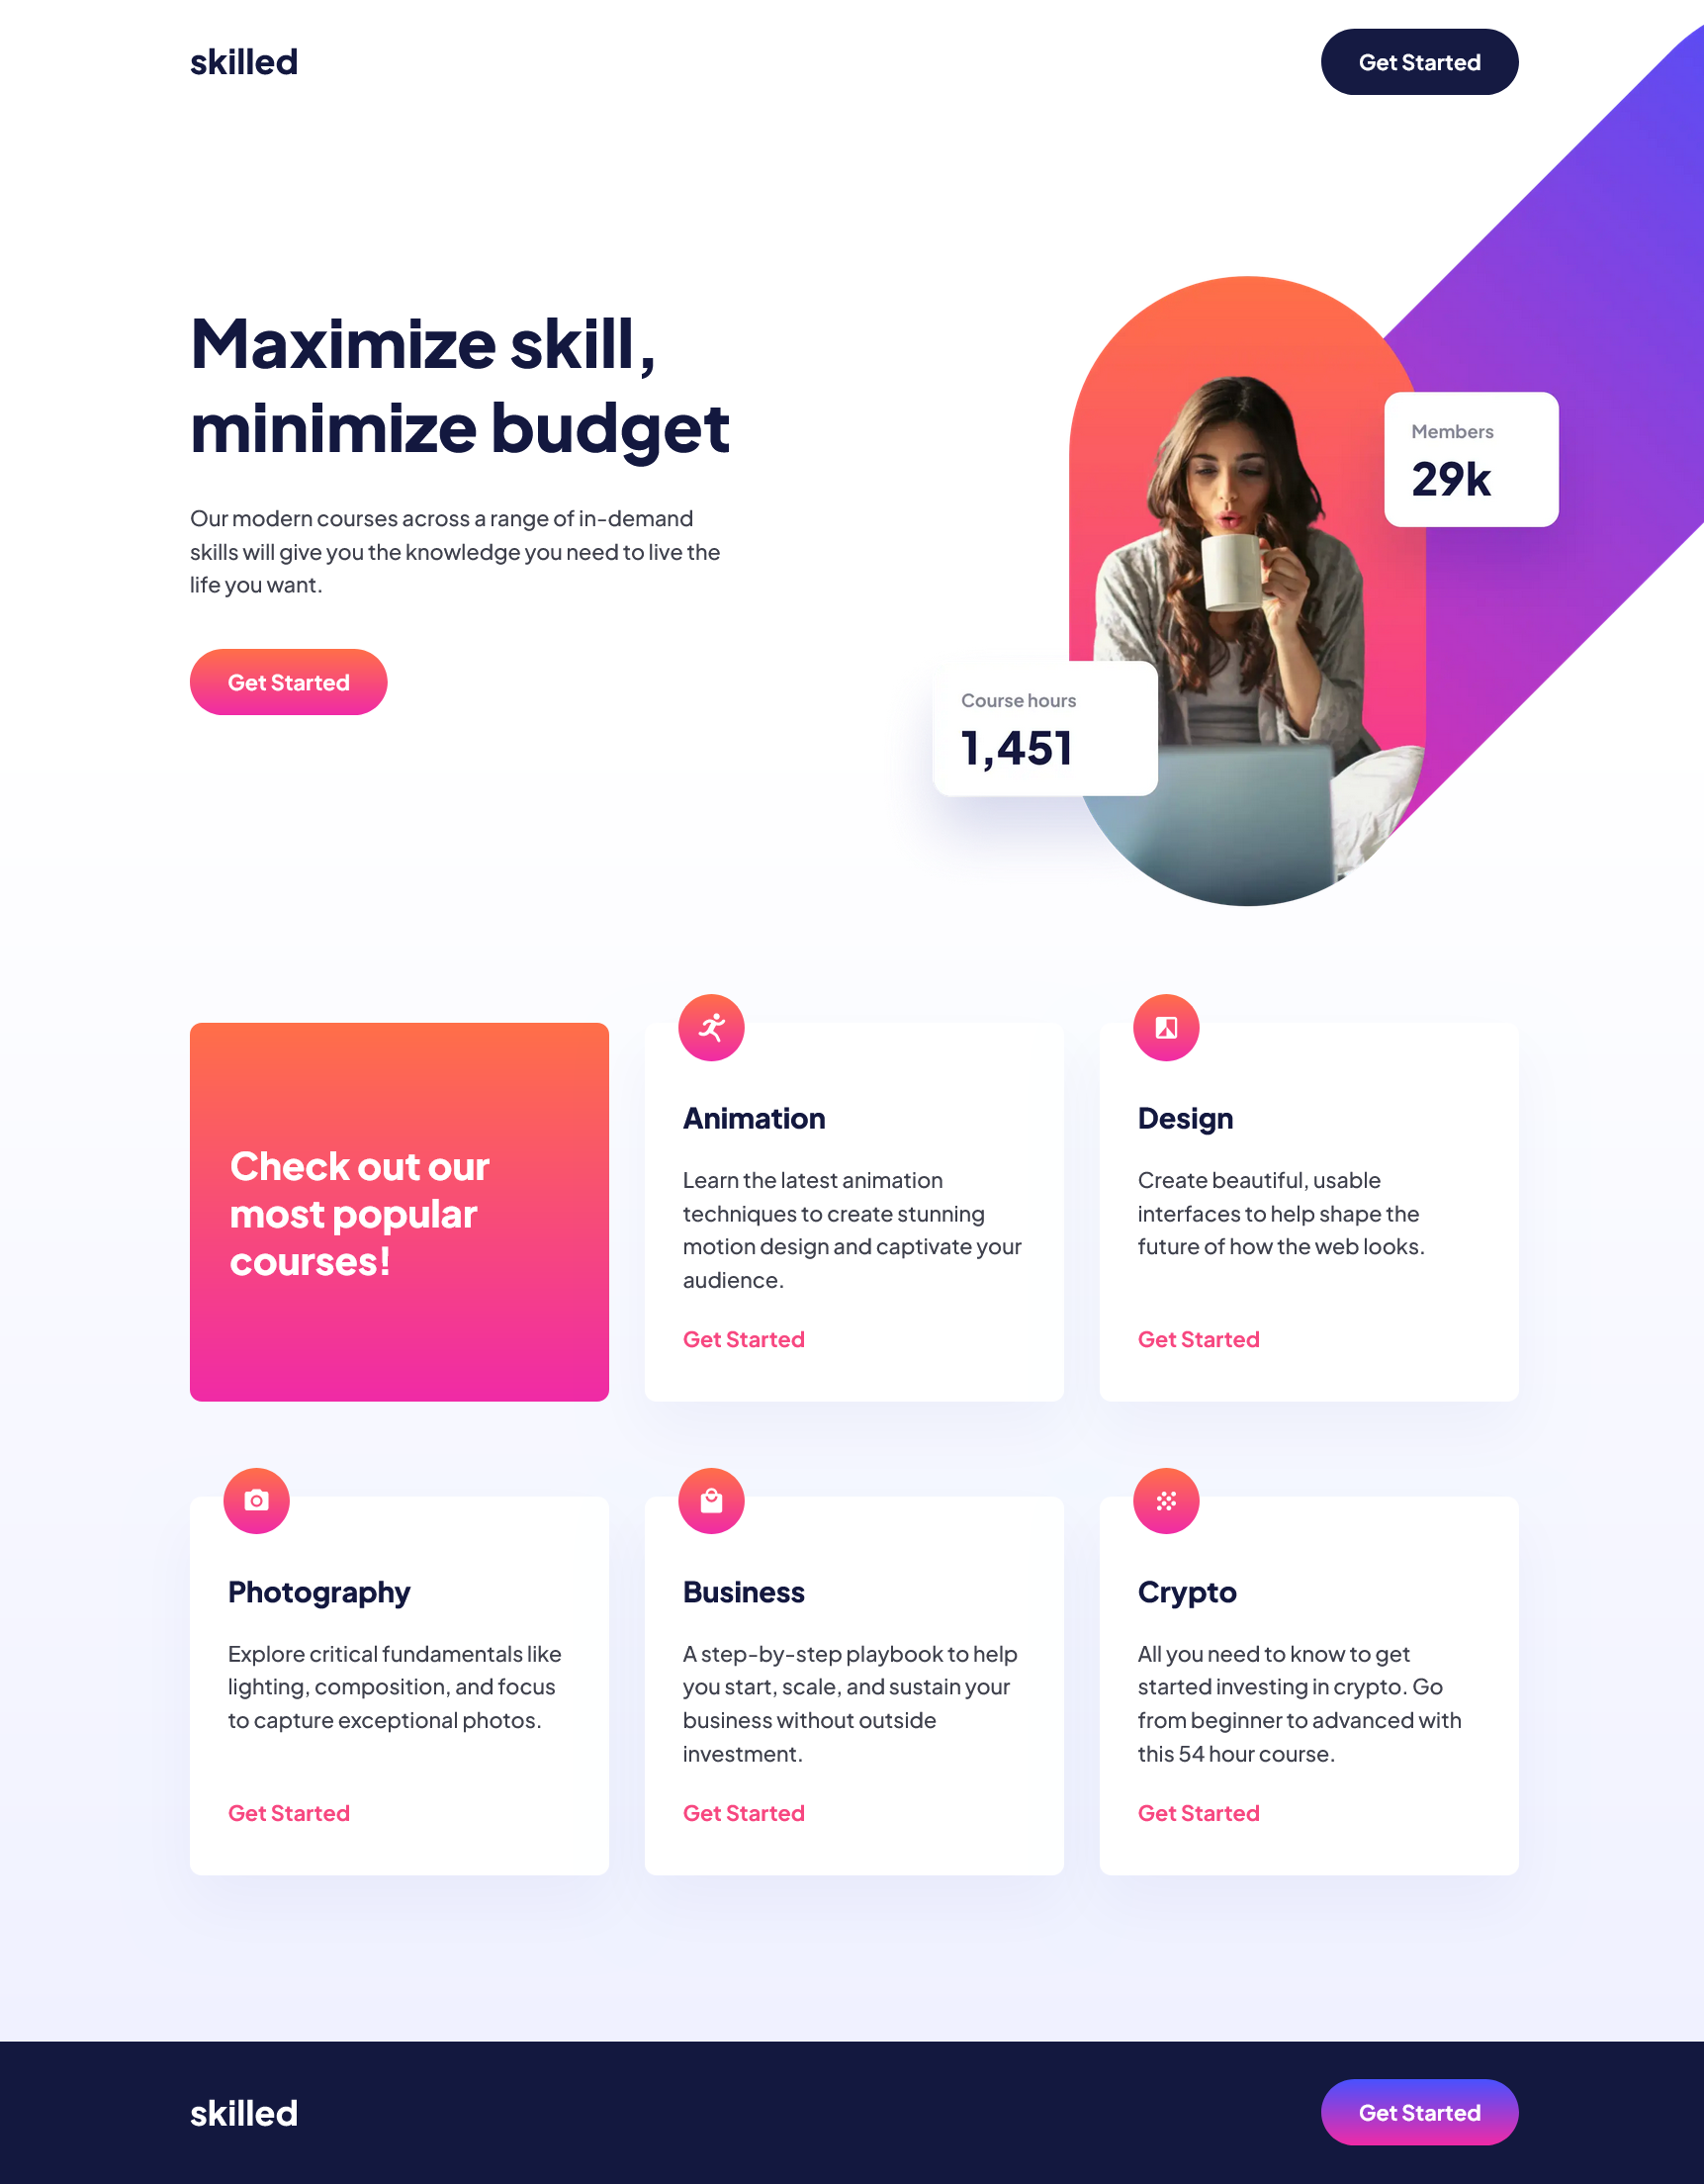 skilled
Get Started
Maximize skill,
minimize budget
Our modern courses across a range of in-demand
skills will give you the knowledge you need to live the
life you want.
Get Started
Members
29k
Course hours
1,451
Check out our
most popular
courses!
Animation
Learn the latest animation
techniques to create stunning
motion design and captivate your
audience.
Get Started
Design
Create beautiful, usable
interfaces to help shape the
future of how the web looks.
Get Started
Photography
Explore critical fundamentals like
lighting, composition, and focus
to capture exceptional photos.
Get Started
Business
A step-by-step playbook to help
you start, scale, and sustain your
business without outside
investment.
Get Started
Crypto
All you need to know to get
started investing in crypto. Go
from beginner to advanced with
this 54 hour course.
Get Started
skilled
Get Started